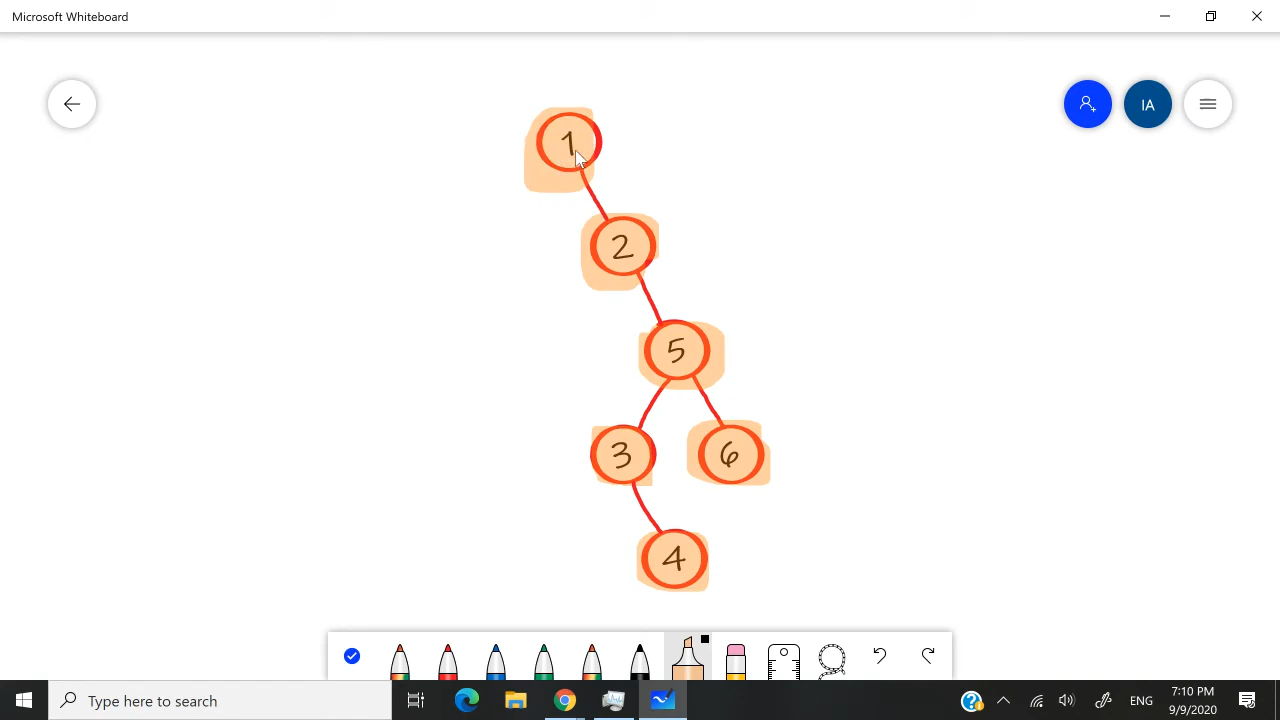 Microsoft Whiteboard
IA
1
2
5
3
6
4
Type here to search
ENG
7:10 PM
9/9/2020